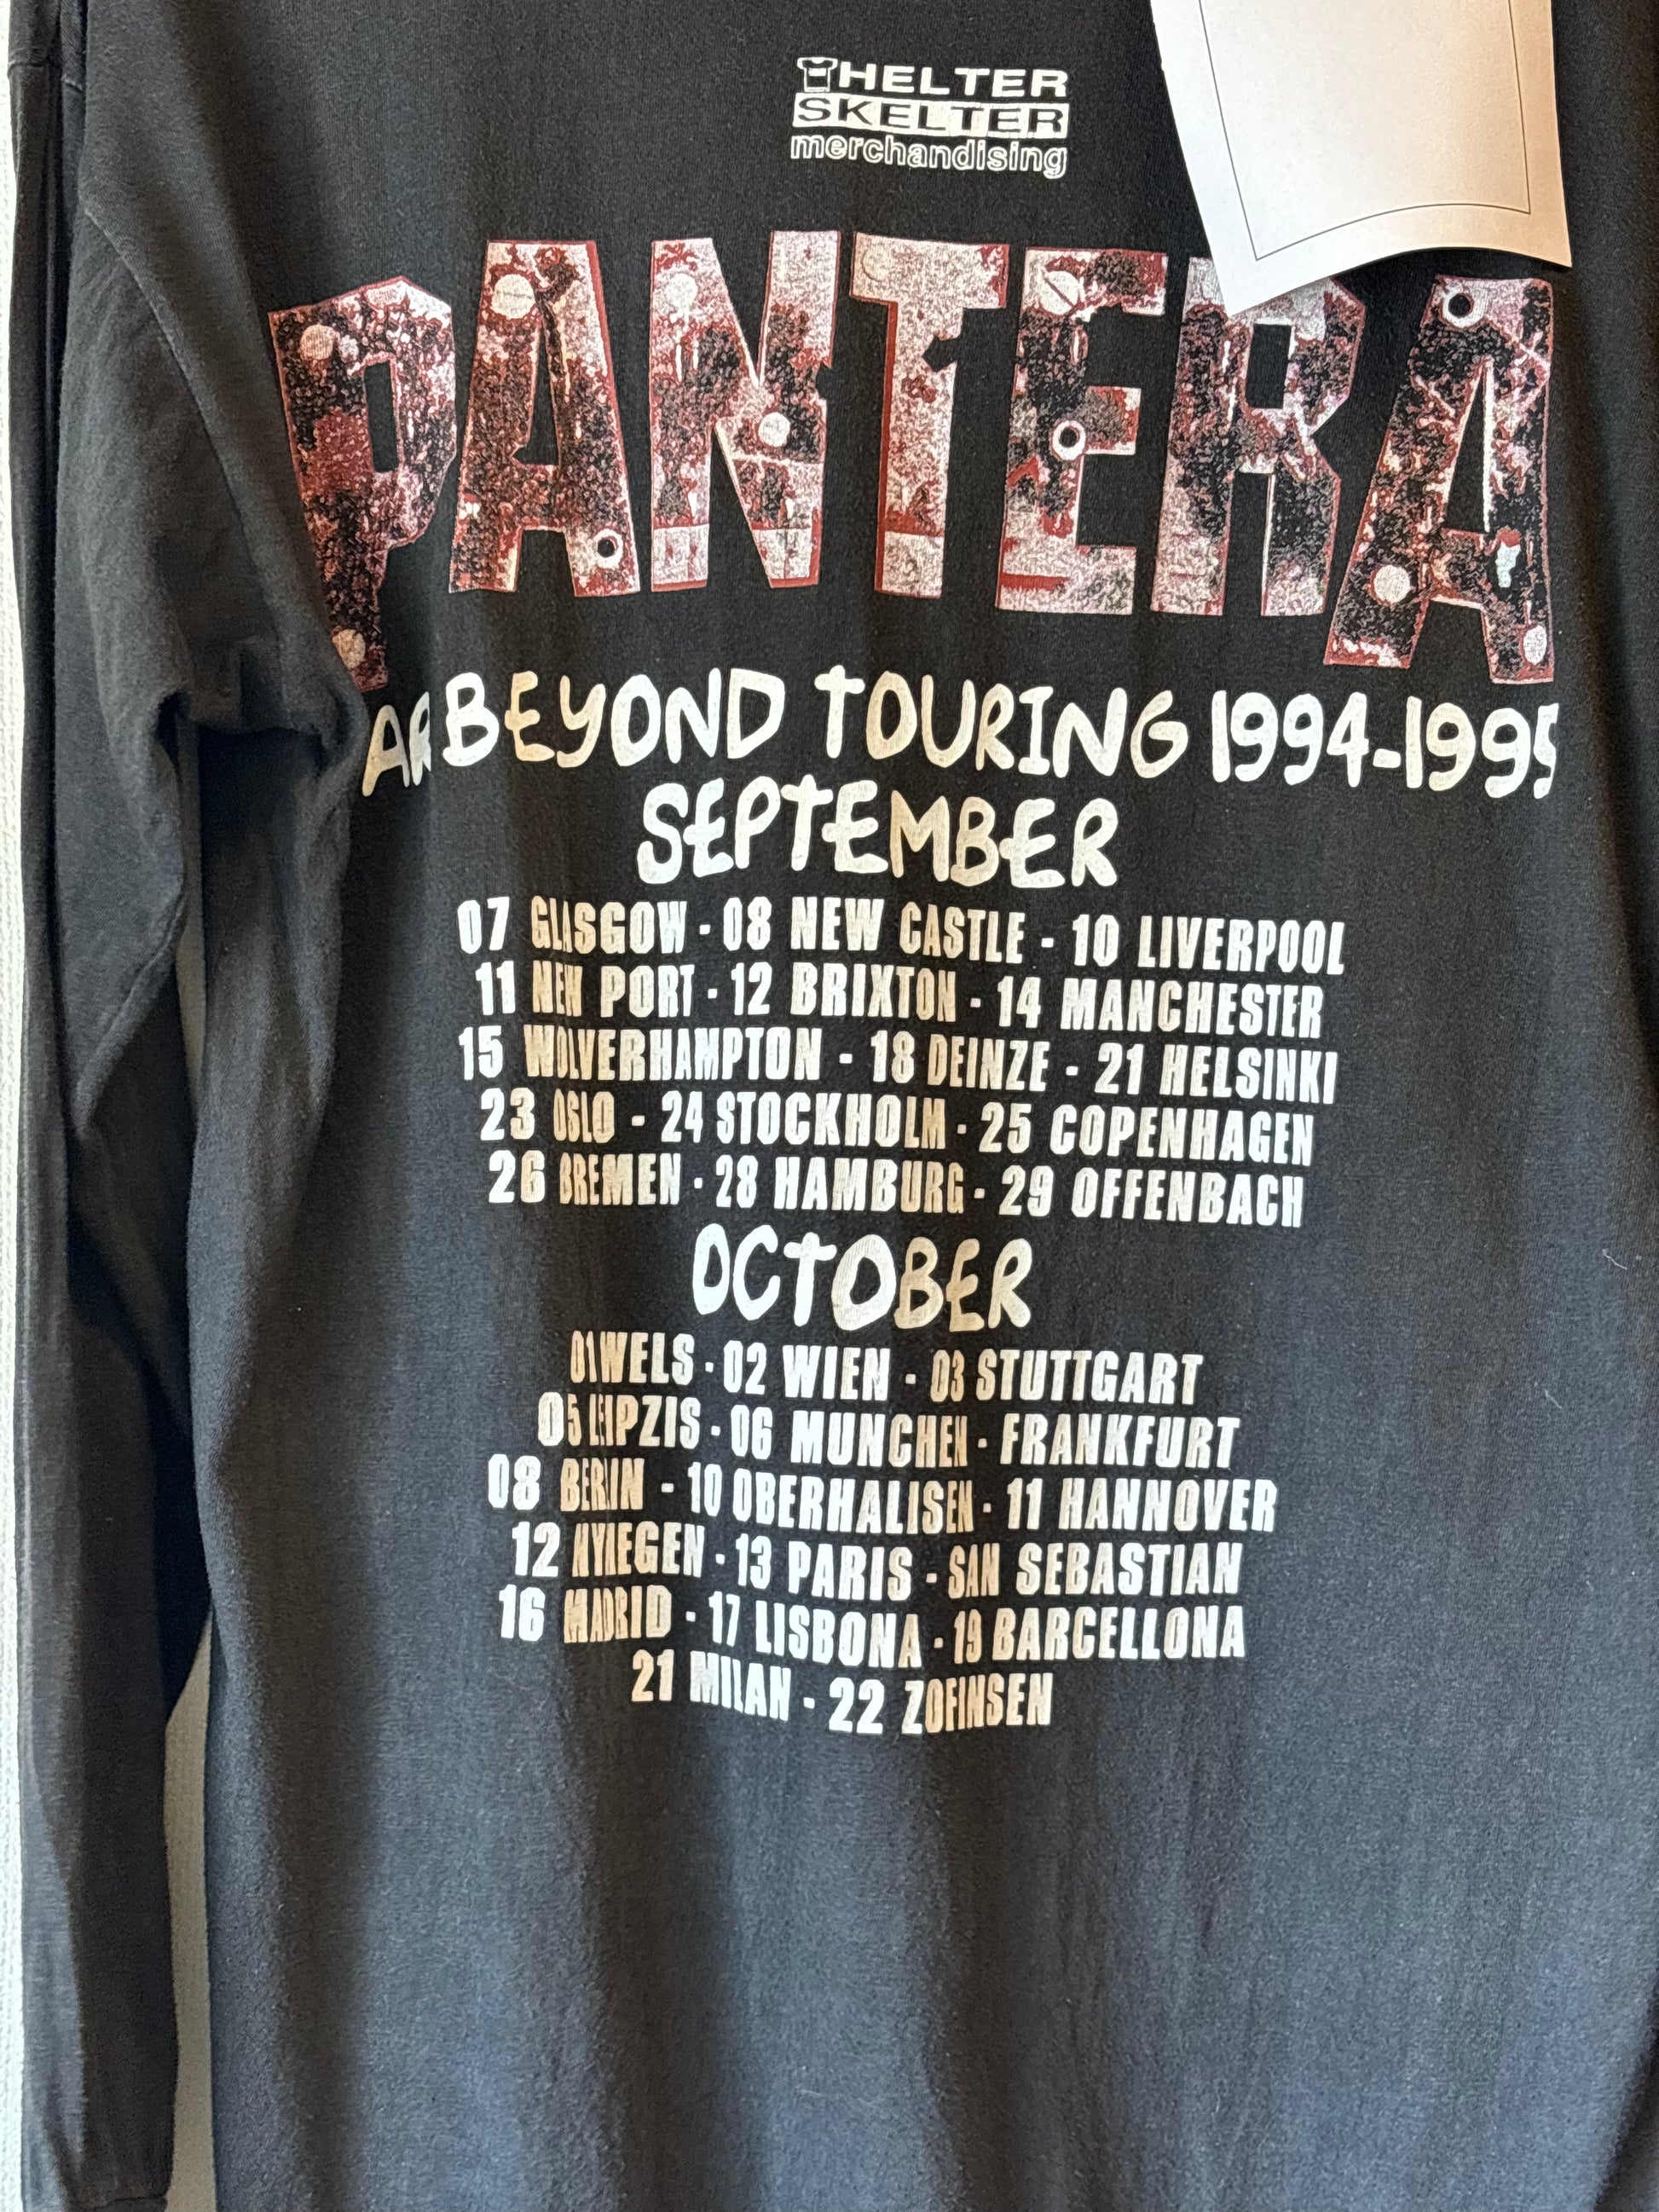 HELTER
SKELTER
merchandising
PANTERA
AR BEYOND TOURING 1994-1995
SEPTEMBER
07 GLASGOW - 08 NEW CASTLE - 10 LIVERPOOL
11 NEW PORT - 12 BRIXTON - 14 MANCHESTER
15 WOLVERHAMPTON - 18 DEINZE - 21 HELSINKI
23 OSLO - 24 STOCKHOLM - 25 COPENHAGEN
26 BREMEN - 28 HAMBURG - 29 OFFENBACH
OCTOBER
01 WELS - 02 WIEN - 03 STUTTGART
05 LEIPZIS - 06 MUNCHEN - FRANKFURT
08 BERLIN - 10 OBERHALISEN - 11 HANNOVER
12 NYMEGEN - 13 PARIS - SAN SEBASTIAN
16 MADRID - 17 LISBONA - 19 BARCELLONA
21 MILAN - 22 ZOFINSEN